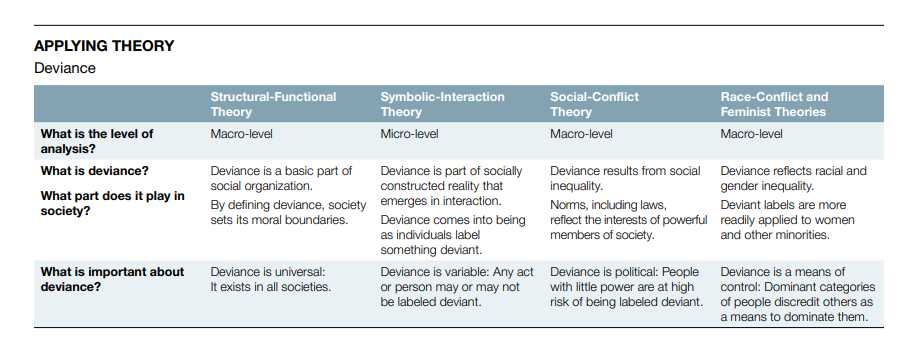 APPLYING THEORY
Deviance
Structural-Functional
Theory
Symbolic-Interaction
Theory
Social-Conflict
Theory
Race-Conflict and
Feminist Theories
What is the level of
analysis?
Macro-level
Micro-level
Macro-level
Macro-level
What is deviance?
What part does it play in
society?
Deviance is a basic part of
social organization.
By defining deviance, society
sets its moral boundaries.
Deviance is part of socially
constructed reality that
emerges in interaction.
Deviance comes into being
as individuals label
something deviant.
Deviance results from social
inequality.
Norms, including laws,
reflect the interests of powerful
members of society.
Deviance reflects racial and
gender inequality.
Deviant labels are more
readily applied to women
and other minorities.
What is important about
deviance?
Deviance is universal:
It exists in all societies.
Deviance is variable: Any act
or person may or may not
be labeled deviant.
Deviance is political: People
with little power are at high
risk of being labeled deviant.
Deviance is a means of
control: Dominant categories
of people discredit others as
a means to dominate them.